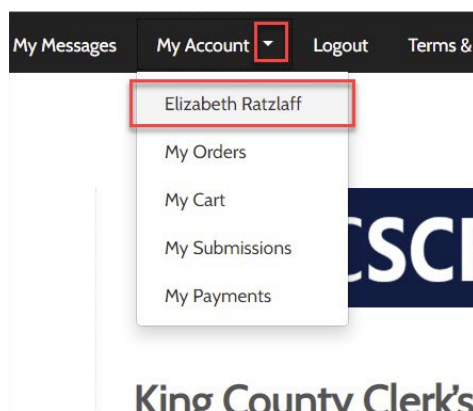 My Messages My Account Logout Terms &
Elizabeth Ratzlaff
My Orders
My Cart
My Submissions
My Payments
CSCI
King County Clerk's